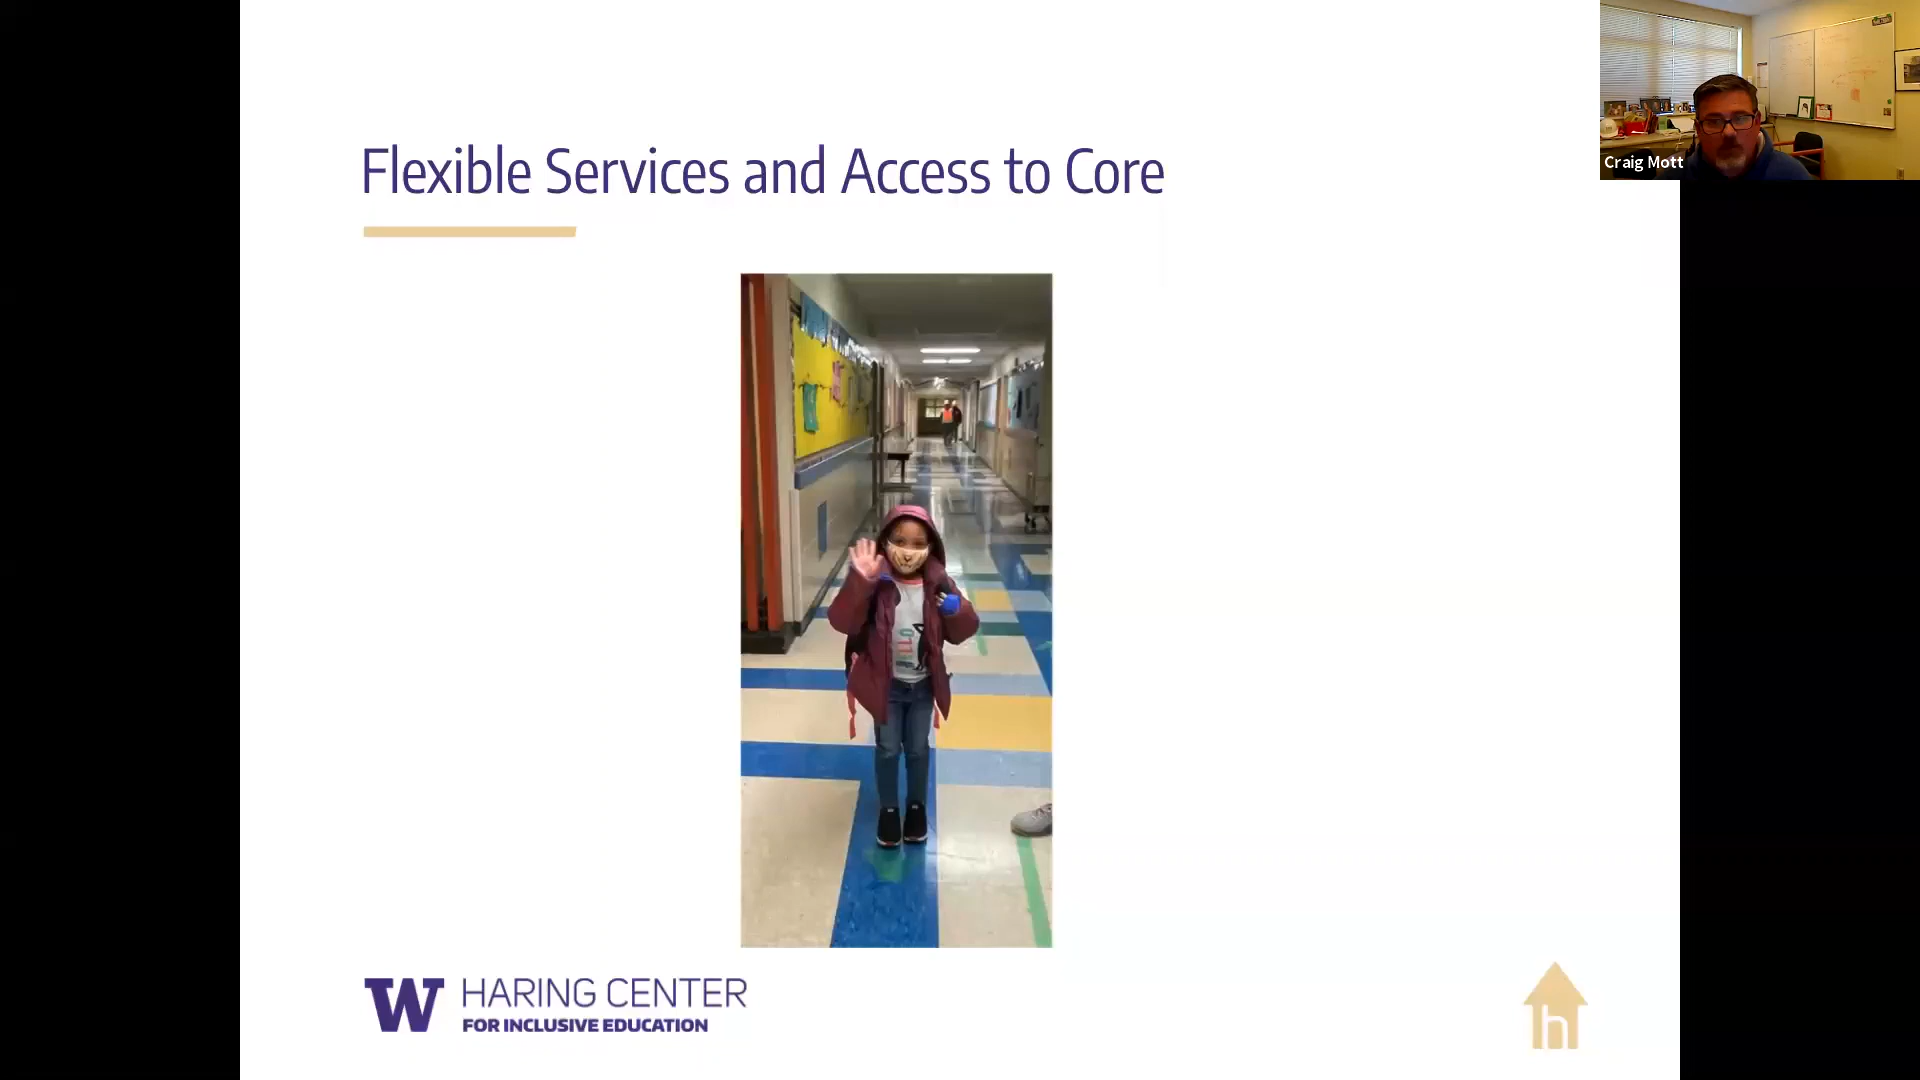 Flexible Services and Access to Core
Craig Mott
W HARING CENTER
FOR INCLUSIVE EDUCATION
h